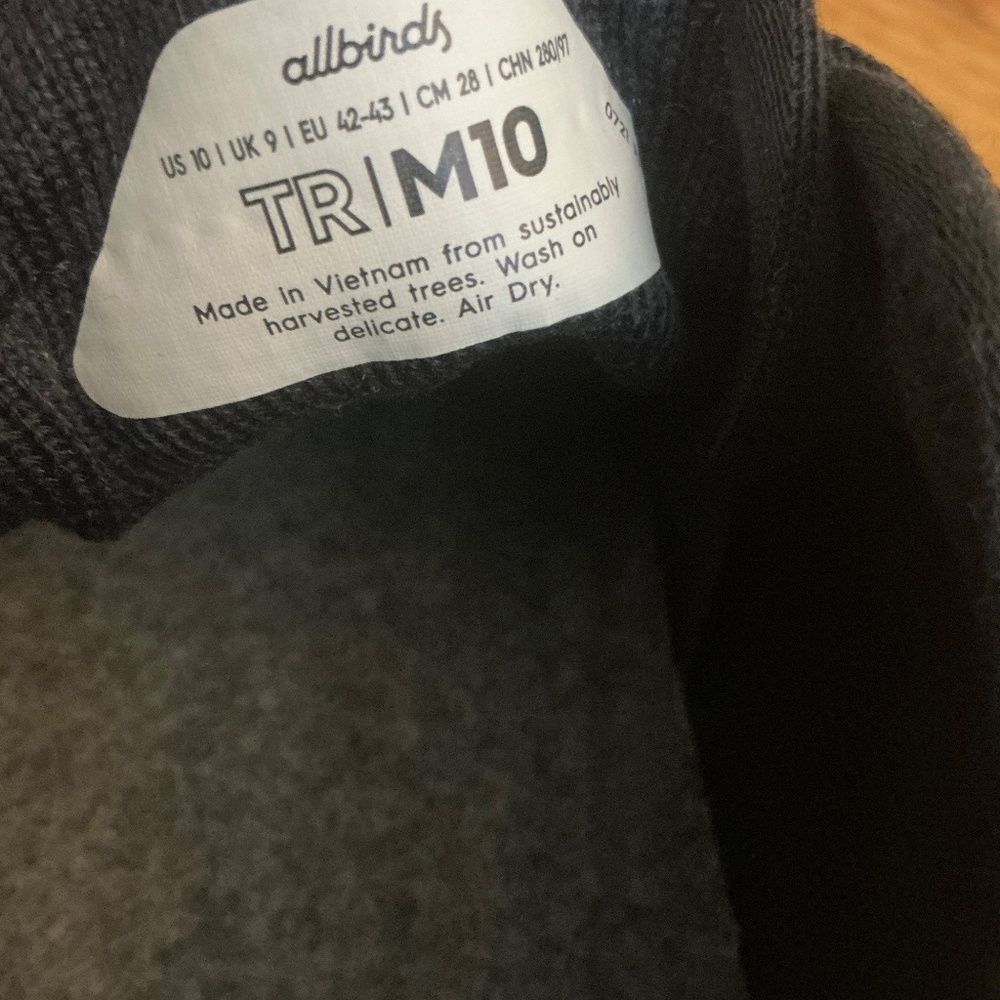 allbirds
US 10 | UK 9 | EU 42-43 | CM 28 | CHN 280/97
TR|M10
Made in Vietnam from sustainably
harvested trees. Wash on
delicate. Air Dry.